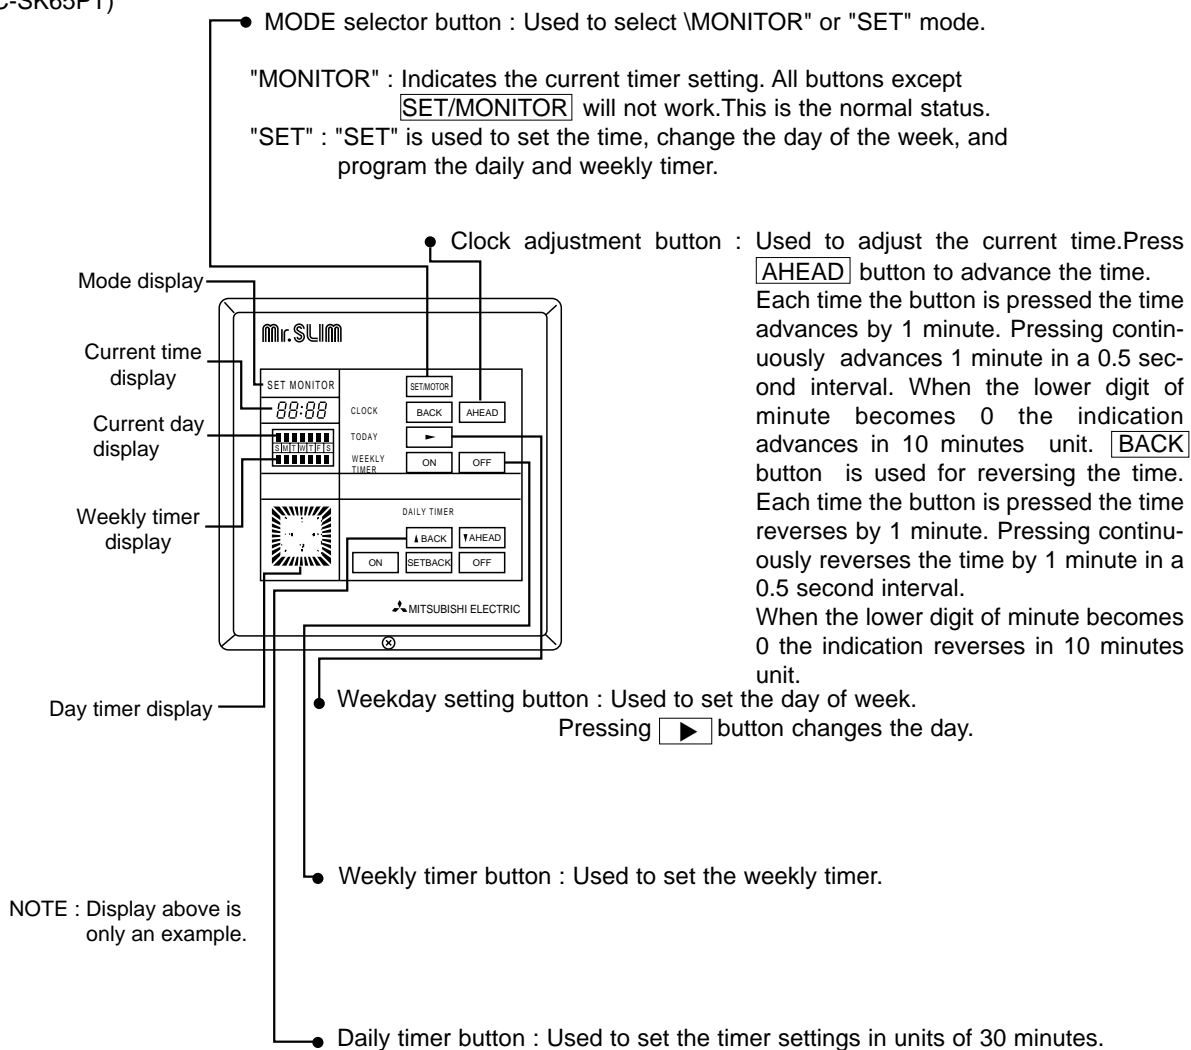 C-SK65PT)
MODE selector button : Used to select \MONITOR" or "SET" mode.
"MONITOR" : Indicates the current timer setting. All buttons except
SET/MONITOR will not work.This is the normal status.
"SET" : "SET" is used to set the time, change the day of the week, and
program the daily and weekly timer.
Clock adjustment button : Used to adjust the current time.Press
AHEAD button to advance the time.
Each time the button is pressed the time
advances by 1 minute. Pressing contin-
uously advances 1 minute in a 0.5 sec-
ond interval. When the lower digit of
minute becomes 0 the indication
advances in 10 minutes unit. BACK
button is used for reversing the time.
Each time the button is pressed the time
reverses by 1 minute. Pressing continu-
ously reverses the time by 1 minute in a
0.5 second interval.
When the lower digit of minute becomes
0 the indication reverses in 10 minutes
unit.
Mode display
Current time
display
Current day
display
Weekly timer
display
Day timer display
Mr.SLIM
SET MONITOR
SET/MOTOR
88:88
CLOCK
BACK
AHEAD
TODAY
►
S M T W T F S
WEEKLY
TIMER
ON
OFF
DAILY TIMER
▲BACK
▼AHEAD
ON
SETBACK
OFF
MITSUBISHI ELECTRIC
Weekday setting button : Used to set the day of week.
Pressing ► button changes the day.
Weekly timer button : Used to set the weekly timer.
NOTE : Display above is
only an example.
Daily timer button : Used to set the timer settings in units of 30 minutes.